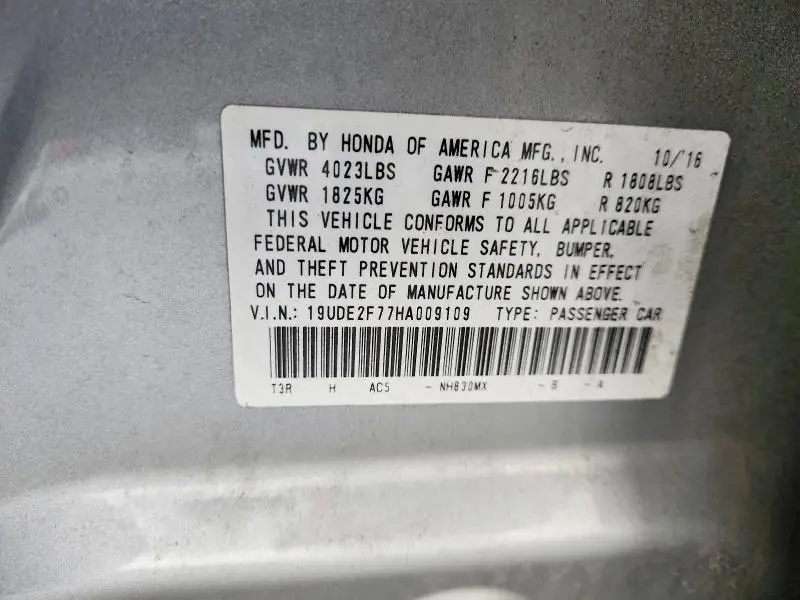 MFD. BY HONDA OF AMERICA MFG., INC. 10/'16
GVWR 4023LBS GAWR F 2216LBS R 1808LBS
GVWR 1825KG GAWR F 1005KG R 820KG
THIS VEHICLE CONFORMS TO ALL APPLICABLE
FEDERAL MOTOR VEHICLE SAFETY, BUMPER,
AND THEFT PREVENTION STANDARDS IN EFFECT
ON THE DATE OF MANUFACTURE SHOWN ABOVE.
V.I.N.: 19UDE2F77HA009109 TYPE: PASSENGER CAR
T3R H AC5 - NH830MX - B - A